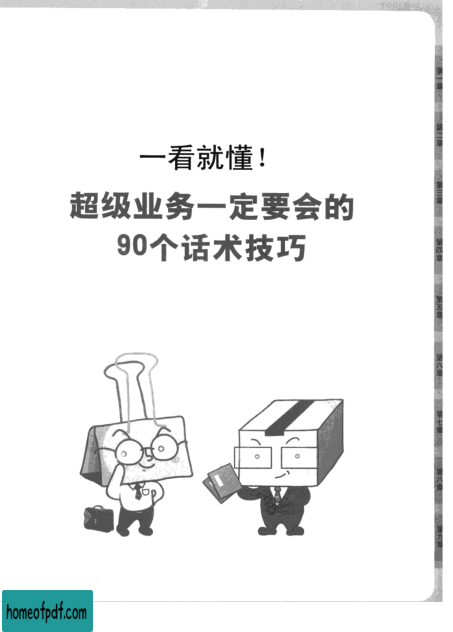 一看就懂!
超级业务一定要会的
90个话术技巧
第一章
第二章
第三章
第四章
第五章
第六章
第七章
第八章
第九章
homeofpdf.com